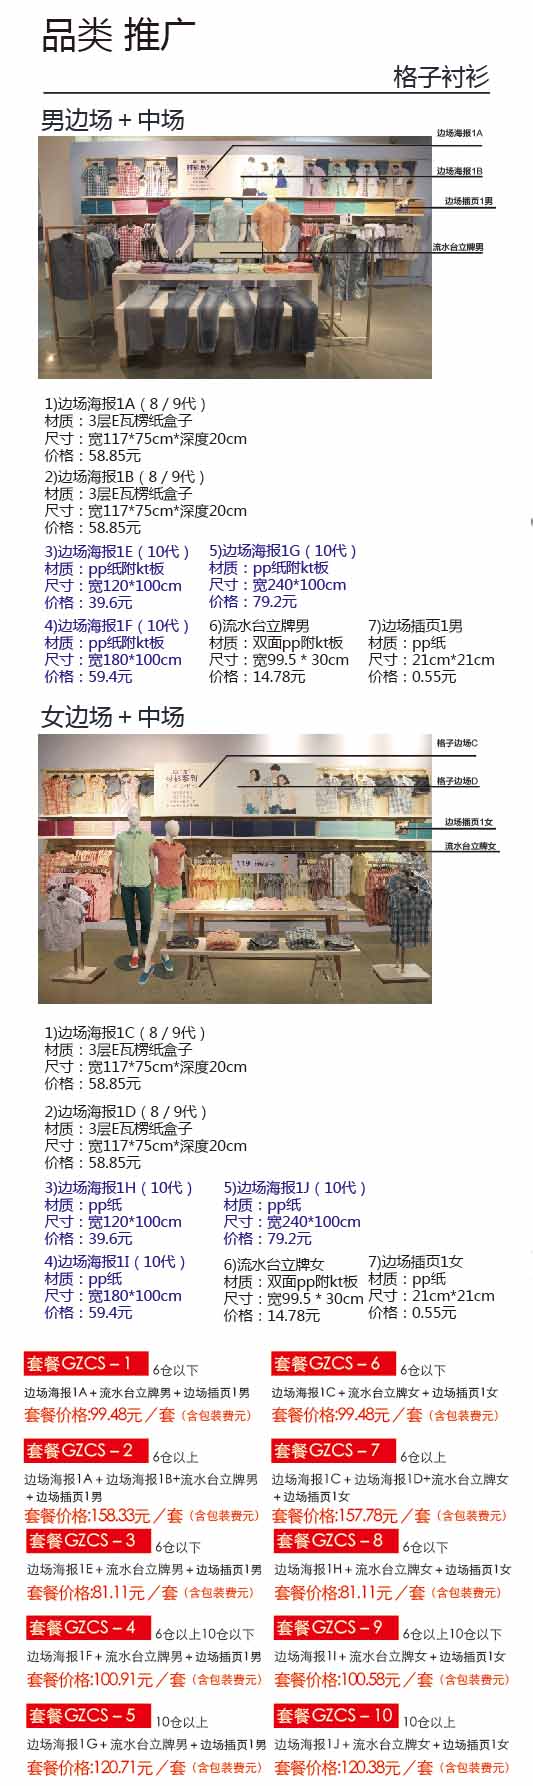 品类 推广
格子衬衫
男边场 + 中场
边场海报1A
边场海报1B
边场插页1男
流水台立牌男
1)边场海报1A（8 / 9代）
材质：3层E瓦楞纸盒子
尺寸：宽117*75cm*深度20cm
价格：58.85元
2)边场海报1B（8 / 9代）
材质：3层E瓦楞纸盒子
尺寸：宽117*75cm*深度20cm
价格：58.85元
3)边场海报1E（10代）
材质：pp纸附kt板
尺寸：宽120*100cm
价格：39.6元
5)边场海报1G（10代）
材质：pp纸附kt板
尺寸：宽240*100cm
价格：79.2元
4)边场海报1F（10代）
材质：pp纸附kt板
尺寸：宽180*100cm
价格：59.4元
6)流水台立牌男
材质：双面pp附kt板
尺寸：宽99.5 * 30cm
价格：14.78元
7)边场插页1男
材质：pp纸
尺寸：21cm*21cm
价格：0.55元
女边场 + 中场
格子边场C
格子边场D
边场插页1女
流水台立牌女
1)边场海报1C（8 / 9代）
材质：3层E瓦楞纸盒子
尺寸：宽117*75cm*深度20cm
价格：58.85元
2)边场海报1D（8 / 9代）
材质：3层E瓦楞纸盒子
尺寸：宽117*75cm*深度20cm
价格：58.85元
3)边场海报1H（10代）
材质：pp纸
尺寸：宽120*100cm
价格：39.6元
5)边场海报1J（10代）
材质：pp纸
尺寸：宽240*100cm
价格：79.2元
4)边场海报1I（10代）
材质：pp纸
尺寸：宽180*100cm
价格：59.4元
6)流水台立牌女
材质：双面pp附kt板
尺寸：宽99.5 * 30cm
价格：14.78元
7)边场插页1女
材质：pp纸
尺寸：21cm*21cm
价格：0.55元
套餐GZCS – 1 6仓以下
边场海报1A + 流水台立牌男 + 边场插页1男
套餐价格:99.48元／套（含包装费元）
套餐GZCS – 6 6仓以下
边场海报1C + 流水台立牌女 + 边场插页1女
套餐价格:99.48元／套（含包装费元）
套餐GZCS – 2 6仓以上
边场海报1A + 边场海报1B+流水台立牌男
+ 边场插页1男
套餐价格:158.33元／套（含包装费元）
套餐GZCS – 7 6仓以上
边场海报1C + 边场海报1D+流水台立牌女
+ 边场插页1女
套餐价格:157.78元／套（含包装费元）
套餐GZCS – 3 6仓以下
边场海报1E + 流水台立牌男 + 边场插页1男
套餐价格:81.11元／套（含包装费元）
套餐GZCS – 8 6仓以下
边场海报1H + 流水台立牌女 + 边场插页1女
套餐价格:81.11元／套（含包装费元）
套餐GZCS – 4 6仓以上10仓以下
边场海报1F + 流水台立牌男 + 边场插页1男
套餐价格:100.91元／套（含包装费元）
套餐GZCS – 9 6仓以上10仓以下
边场海报1I + 流水台立牌女 + 边场插页1女
套餐价格:100.58元／套（含包装费元）
套餐GZCS – 5 10仓以上
边场海报1G + 流水台立牌男 + 边场插页1男
套餐价格:120.71元／套（含包装费元）
套餐GZCS – 10 10仓以上
边场海报1J + 流水台立牌女 + 边场插页1女
套餐价格:120.38元／套（含包装费元）